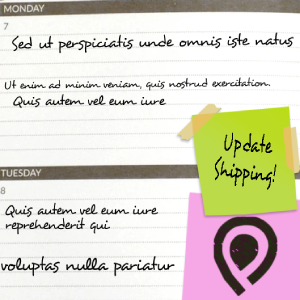 MONDAY
7
Sed ut perspiciatis unde omnis iste natus
Ut enim ad minim veniam, quis nostrud exercitation.
Quis autem vel eum iure
Update
Shipping!
TUESDAY
8
Quis autem vel eum iure
reprehenderit qui
voluptas nulla pariatur